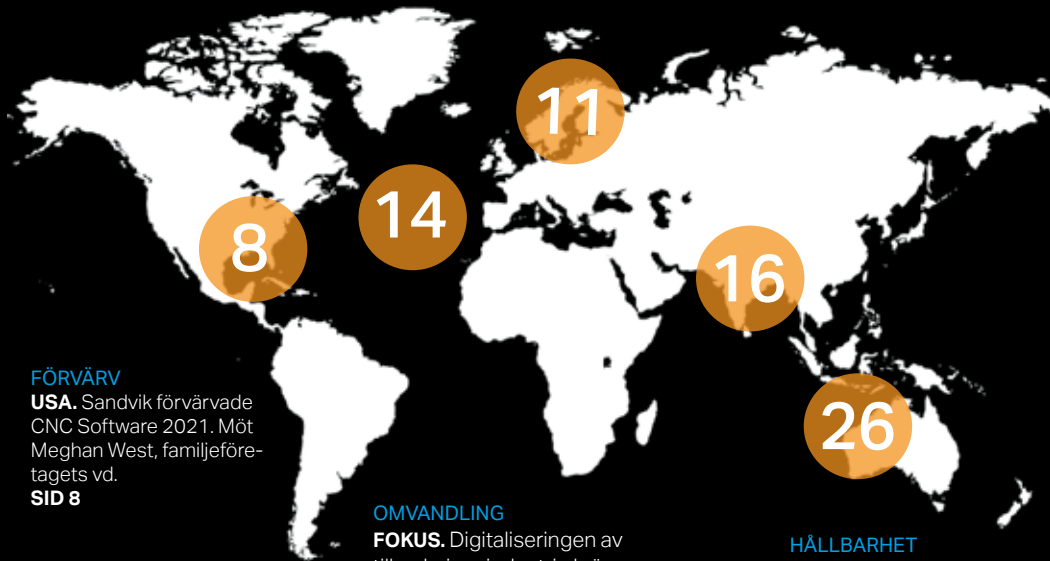 11
14
8
16
26
FÖRVÄRV
USA. Sandvik förvärvade
CNC Software 2021. Möt
Meghan West, familjeföre-
tagets vd.
SID 8
OMVANDLING
FOKUS. Digitaliseringen av
HÅLLBARHET